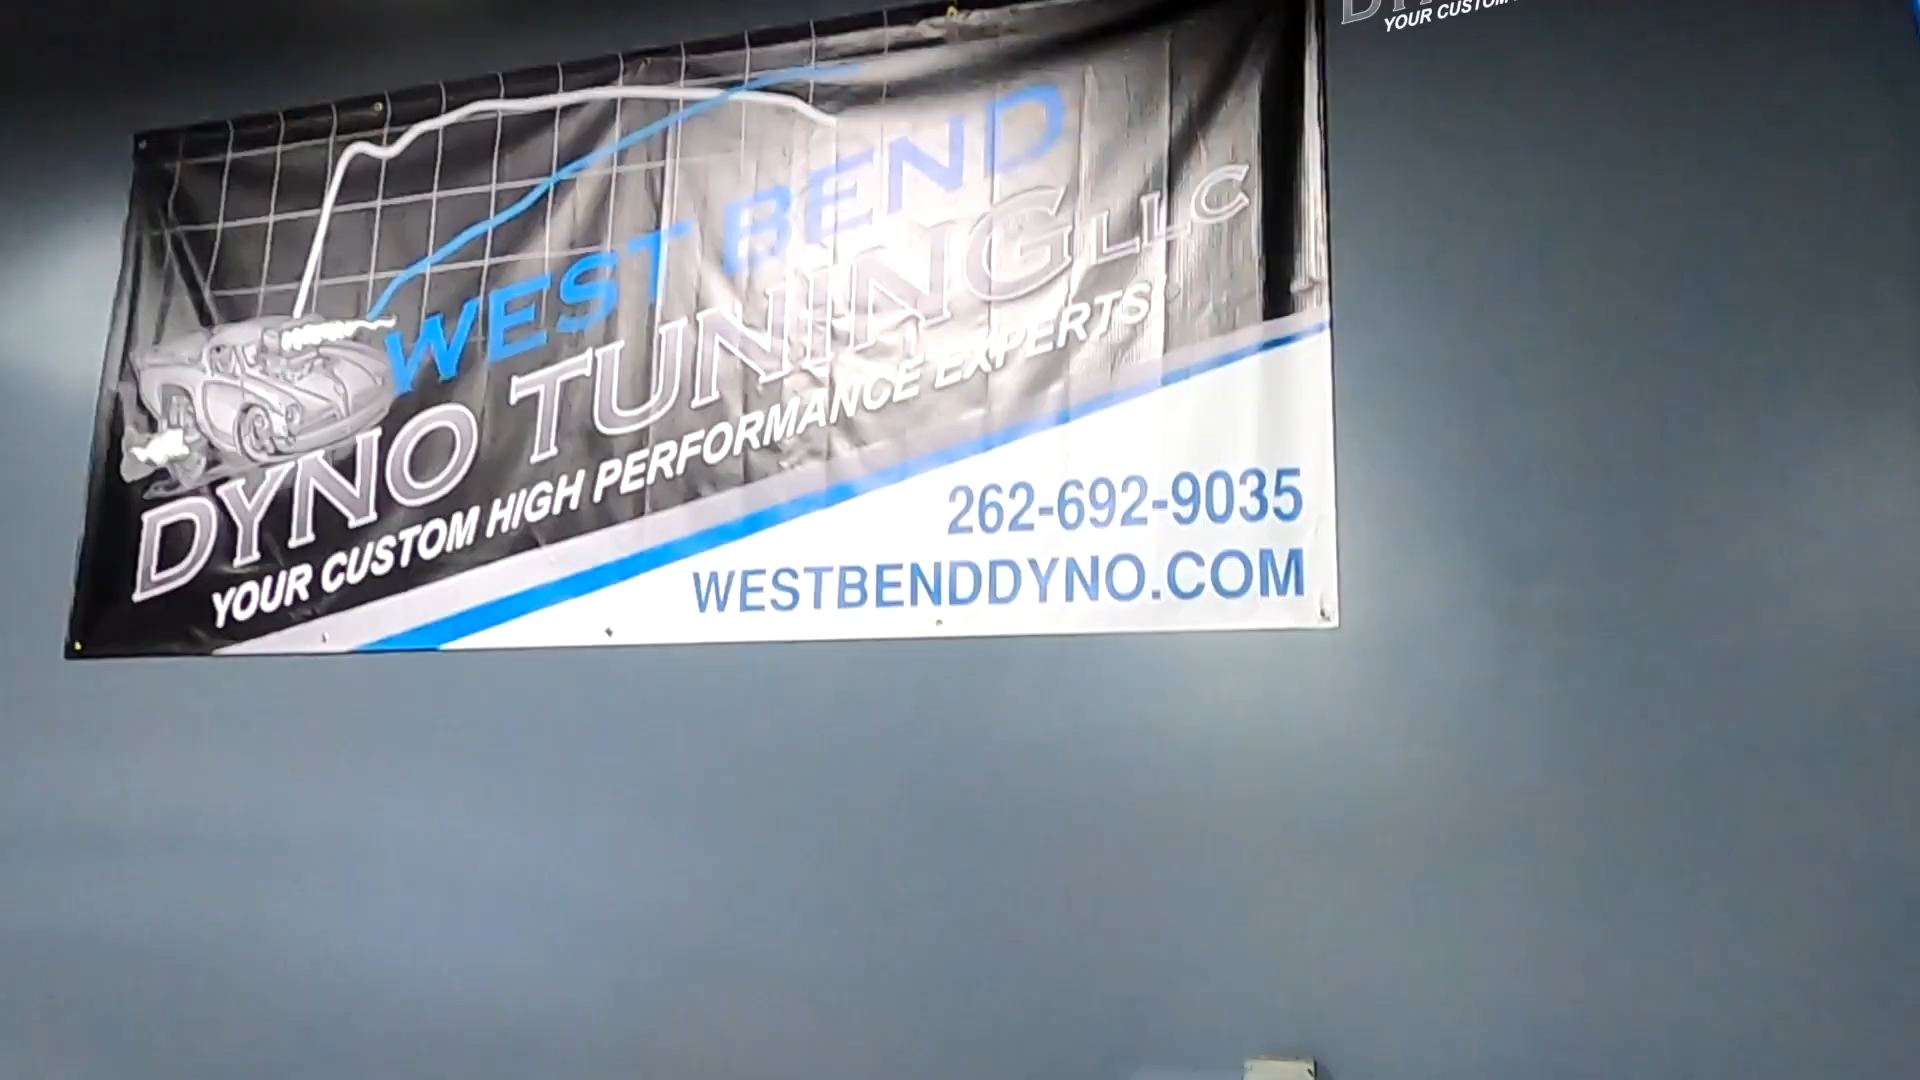 WEST BEND
DYNO TUNING LLC
YOUR CUSTOM HIGH PERFORMANCE EXPERTS!
262-692-9035
WESTBENDDYNO.COM
YOUR CUSTOM